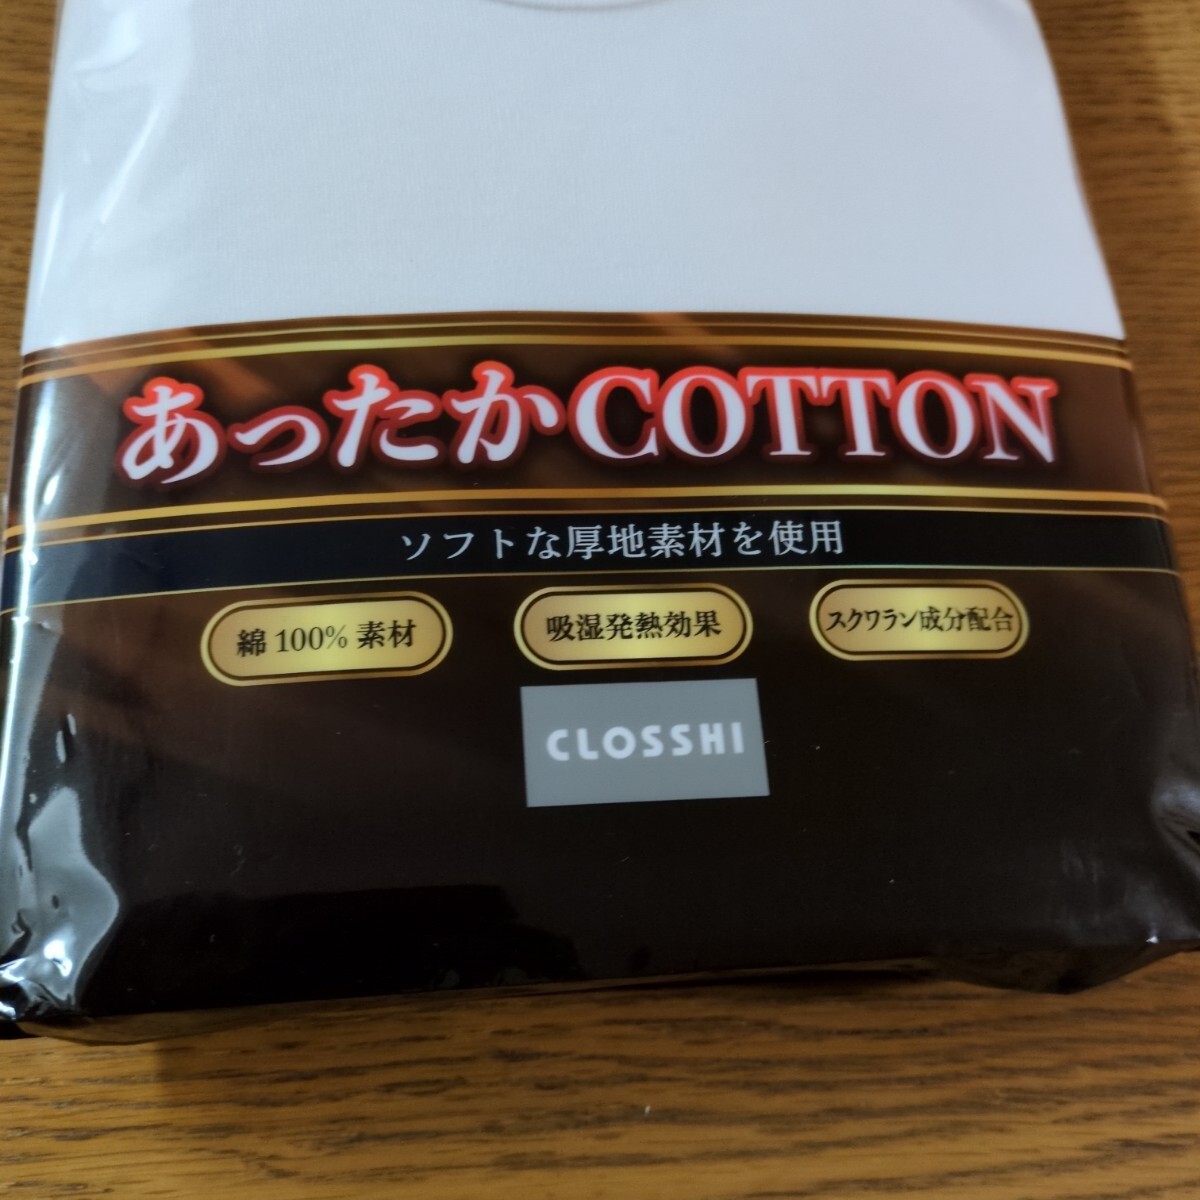 あったかCOTTON
ソフトな厚地素材を使用
綿100%素材
吸湿発熱効果
スクワラン成分配合
CLOSSHI